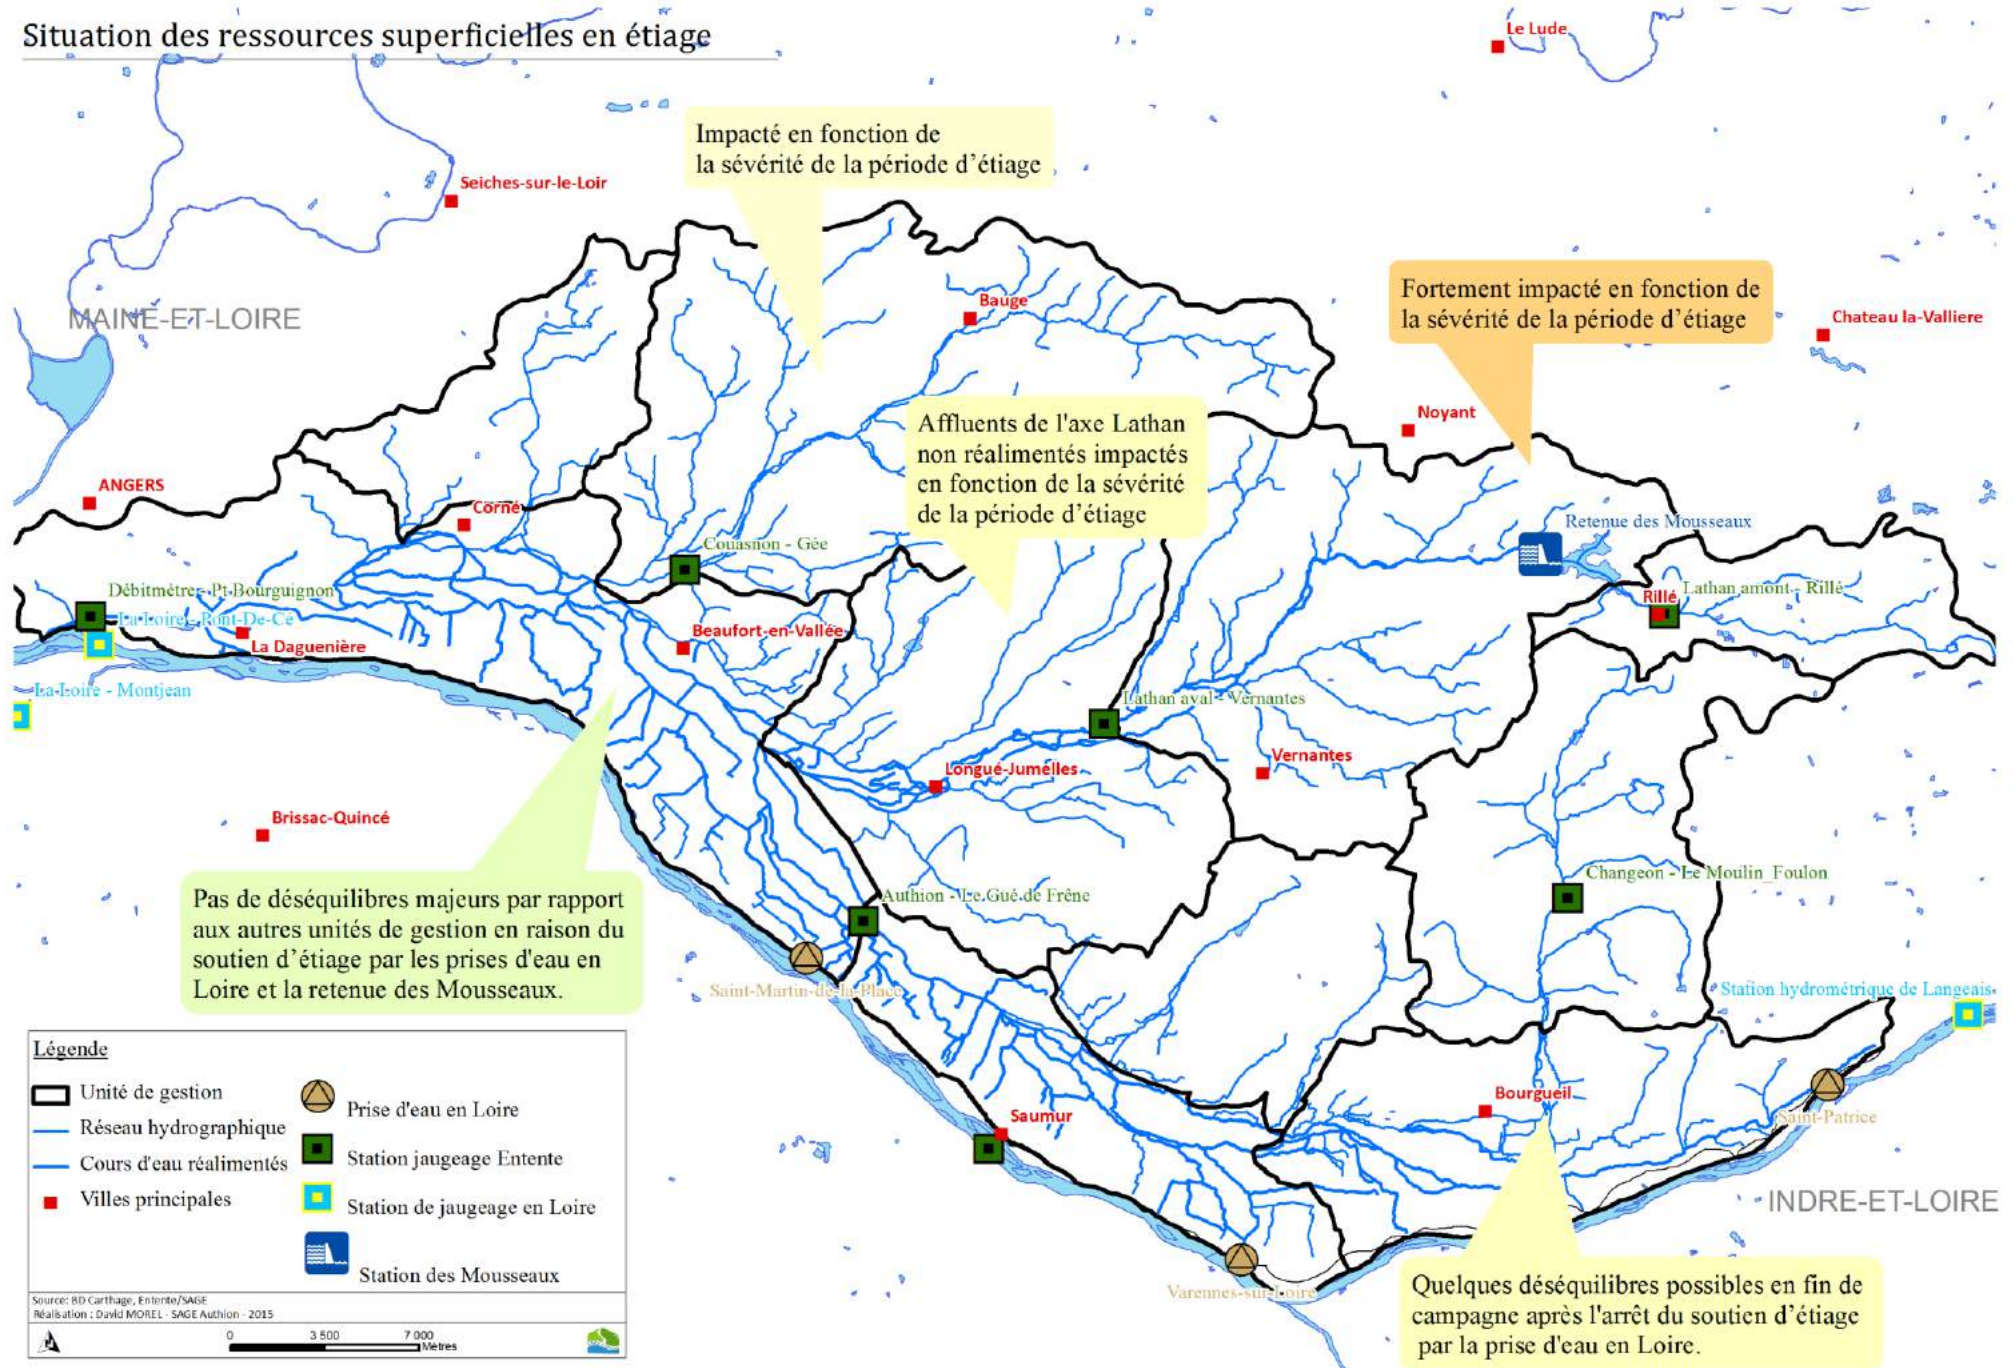 Situation des ressources superficielles en étiage
Le Lude
Impacté en fonction de
la sévérité de la période d’étiage
Seiches-sur-le-Loir
MAINE-ET-LOIRE
Bauge
Fortement impacté en fonction de
la sévérité de la période d’étiage
Chateau la-Valliere
Affluents de l'axe Lathan
non réalimentés impactés
en fonction de la sévérité
de la période d’étiage
Noyant
ANGERS
Corné
Retenue des Mousseaux
Couasnon - Gée
Débitmètre - Pt Bourguignon
La Loire - Pont-De-Cé
Rillé
Lathan amont - Rillé
La Daguenière
Beaufort-en-Vallée
La Loire - Montjean
Lathan aval - Vernantes
Vernantes
Longué-Jumelles
Brissac-Quincé
Changeon - Le Moulin_Foulon
Pas de déséquilibres majeurs par rapport
aux autres unités de gestion en raison du
soutien d’étiage par les prises d'eau en
Loire et la retenue des Mousseaux.
Authion - Le Gué de Frêne
Saint-Martin-de-la-Place
Station hydrométrique de Langeais
Bourgueil
Saumur
Saint-Patrice
INDRE-ET-LOIRE
Varennes-sur-Loire
Quelques déséquilibres possibles en fin de
campagne après l'arrêt du soutien d’étiage
par la prise d'eau en Loire.
Légende
Unité de gestion
Réseau hydrographique
Cours d'eau réalimentés
Villes principales
Prise d'eau en Loire
Station jaugeage Entente
Station de jaugeage en Loire
Station des Mousseaux
Source: BD Carthage, Entente/SAGE
Réalisation : David MOREL - SAGE Authion - 2015
0 3 500 7 000
Mètres